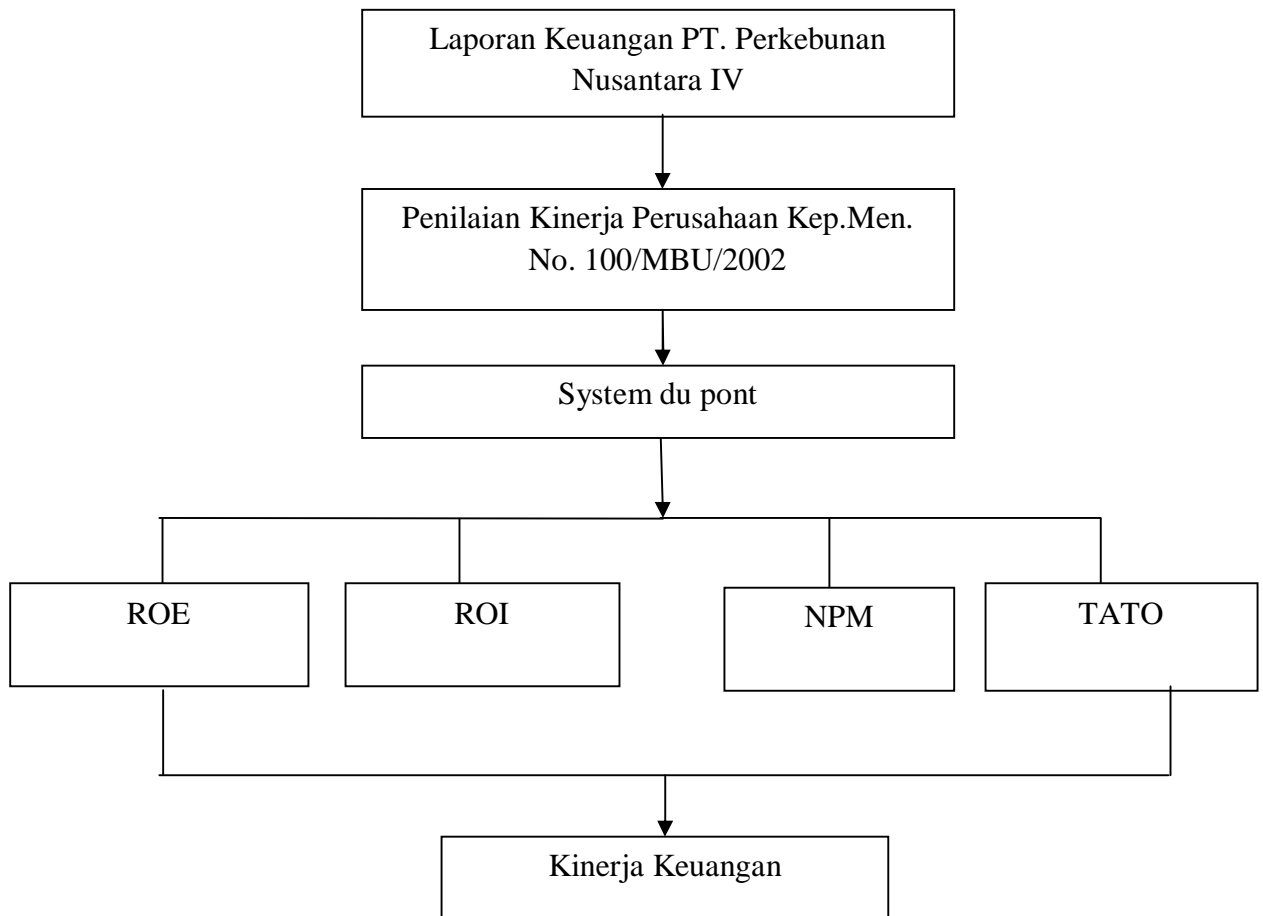 Laporan Keuangan PT. Perkebunan
Nusantara IV
Penilaian Kinerja Perusahaan Kep.Men.
No. 100/MBU/2002
System du pont
ROE
ROI
NPM
TATO
Kinerja Keuangan